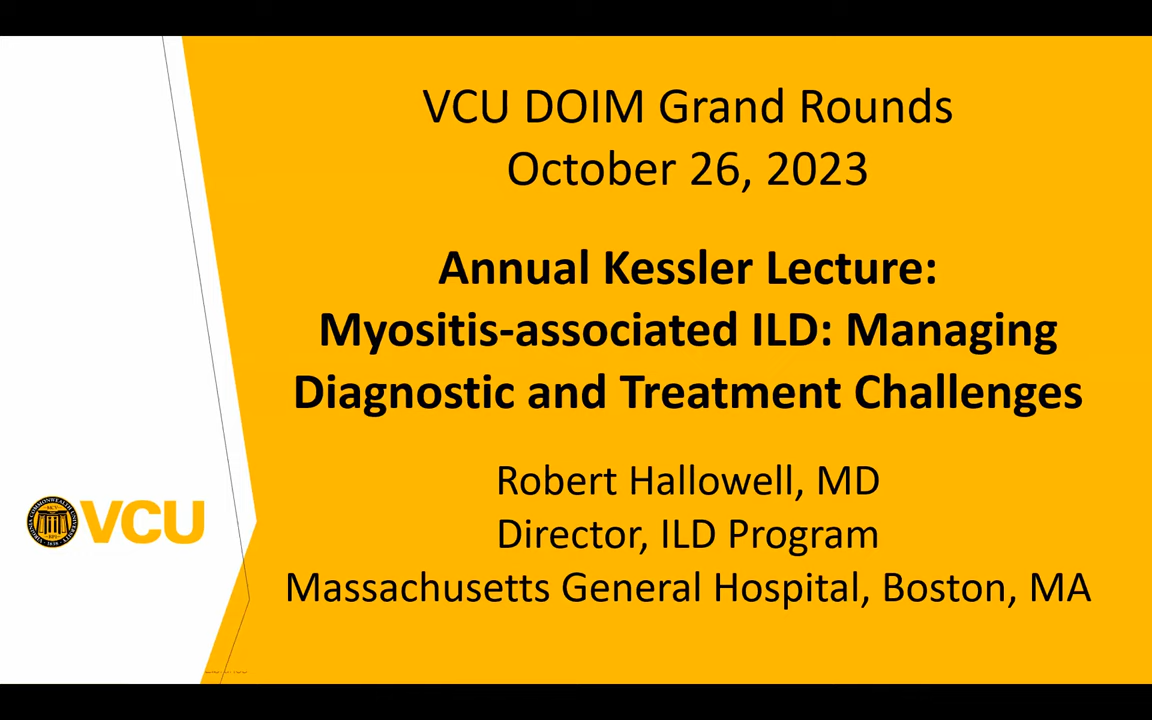 VCU DOIM Grand Rounds
October 26, 2023
Annual Kessler Lecture:
Myositis-associated ILD: Managing
Diagnostic and Treatment Challenges
Robert Hallowell, MD
Director, ILD Program
Massachusetts General Hospital, Boston, MA
VCU